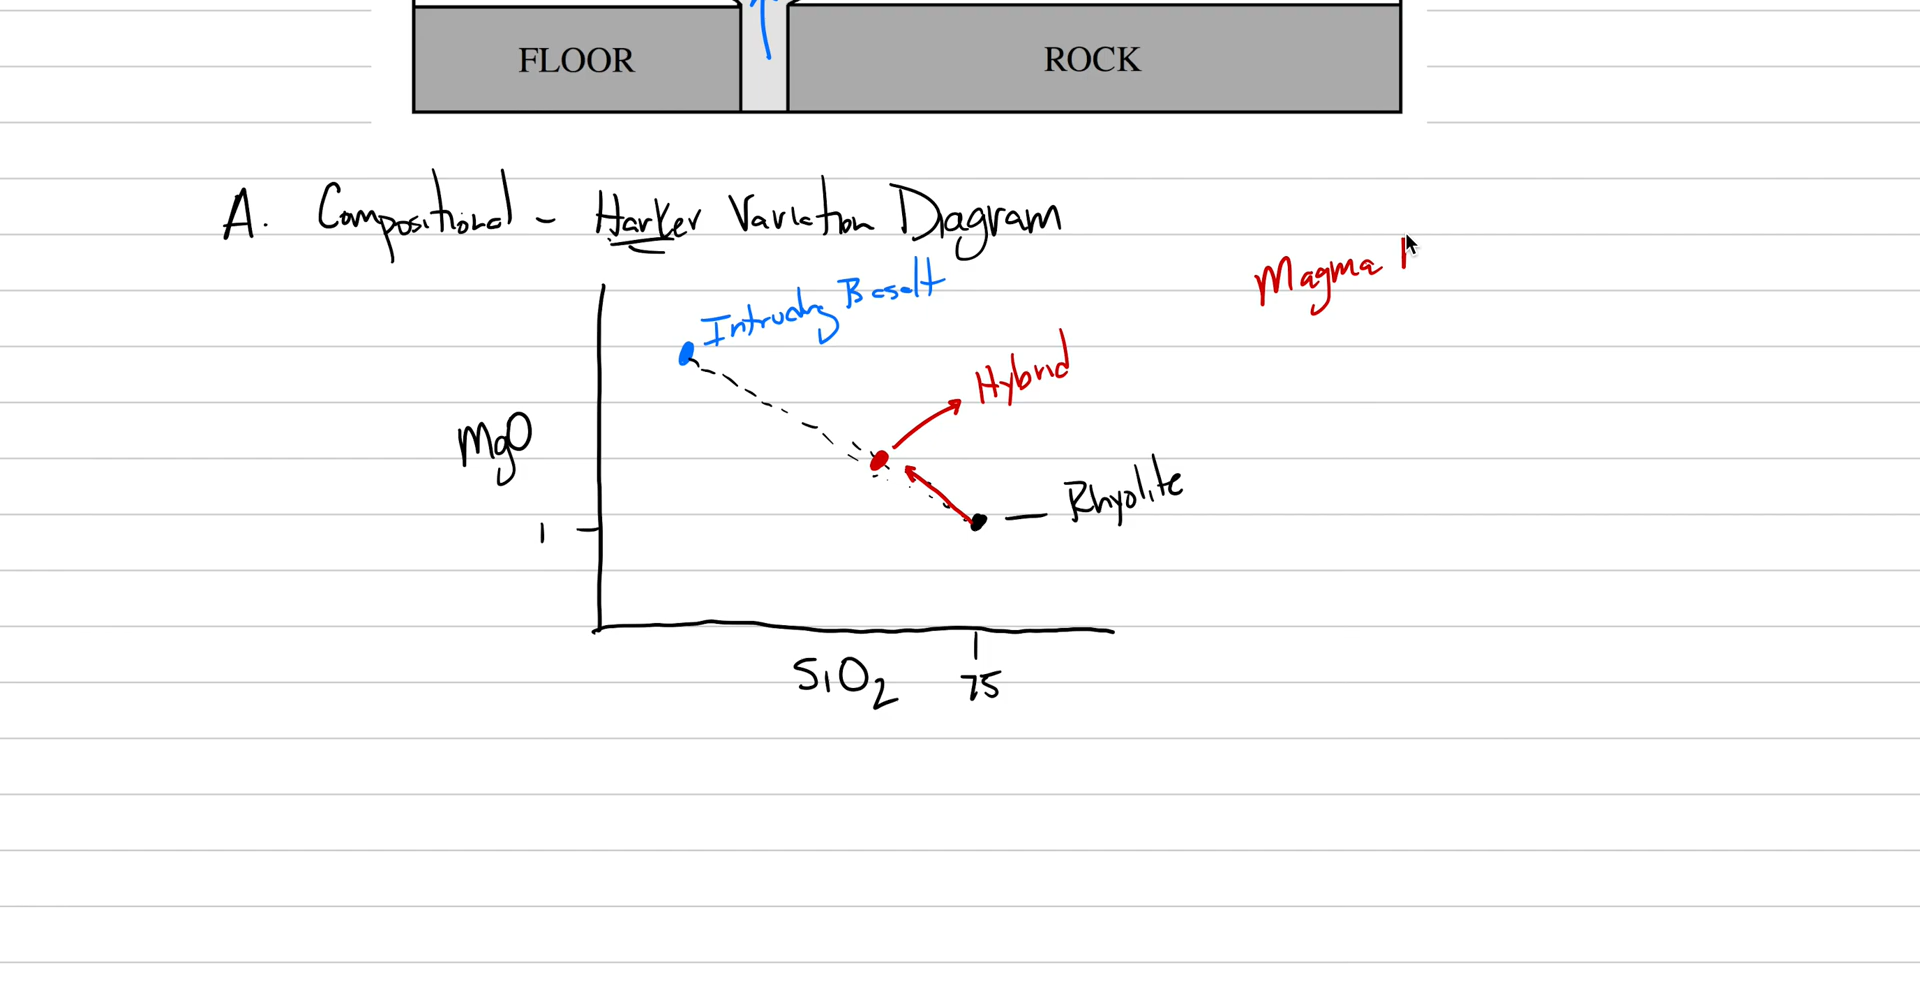 FLOOR ROCK
A. Compositional - Harker Variation Diagram
Magma
Intruding Basalt
Hybrid
MgO
Rhyolite
1
SiO2 75